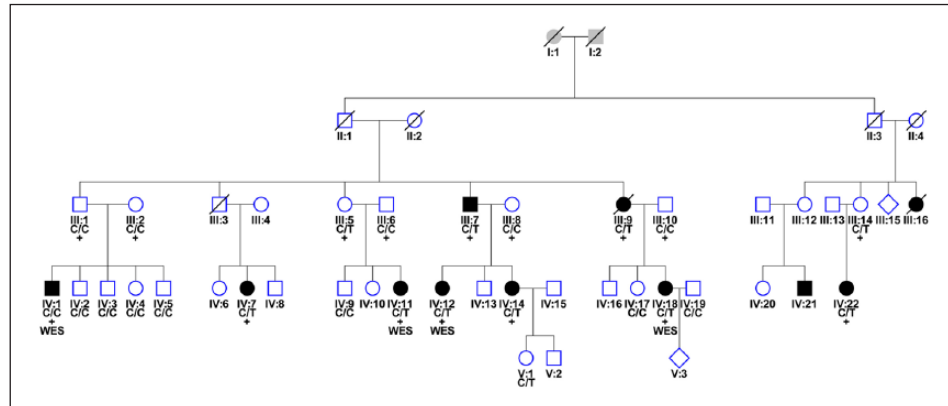 I:1 I:2
II:1 II:2 II:3 II:4
III:1 III:2 III:3 III:4 III:5 III:6 III:7 III:8 III:9 III:10 III:11 III:12 III:13 III:14 III:15 III:16
C/C C/C C/T C/C C/T C/C C/T C/C C/T
+ + + + + + + + +
IV:1 IV:2 IV:3 IV:4 IV:5 IV:6 IV:7 IV:8 IV:9 IV:10 IV:11 IV:12 IV:13 IV:14 IV:15 IV:16 IV:17 IV:18 IV:19 IV:20 IV:21 IV:22
C/C C/C C/C C/C C/C C/T C/C C/T C/T C/T C/C C/T C/C C/T
+ + + + + + +
WES WES WES WES
V:1 V:2 V:3
C/T